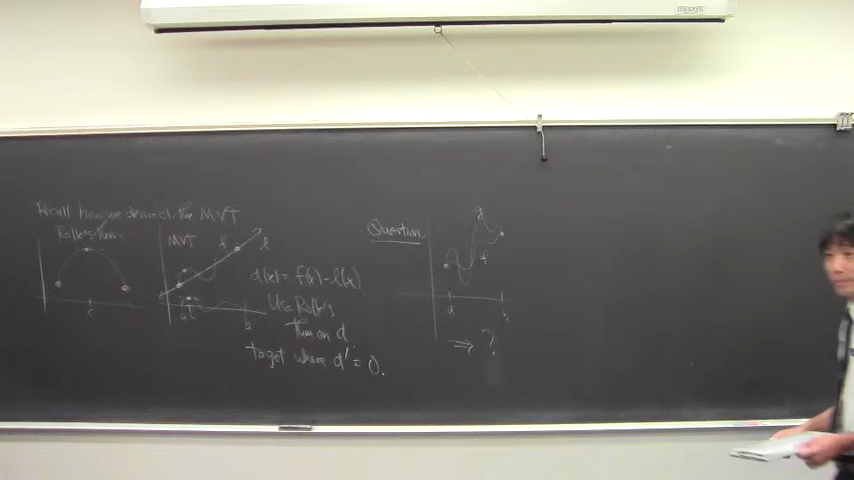 Recall how we derived the MVT
Rolle's thm
c
MVT
f
l
a
c
b
d(x) = f(x) - l(x)
Use Rolle's
thm on d
to get where d' = 0.
Question
g
f
a
b
⇒ ?